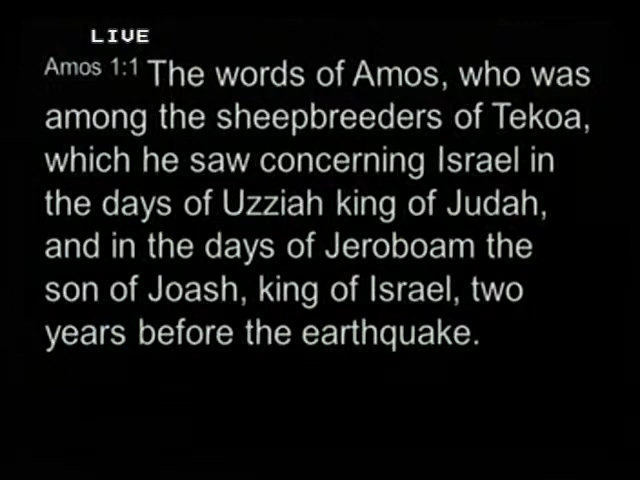 LIVE
Amos 1:1 The words of Amos, who was
among the sheepbreeders of Tekoa,
which he saw concerning Israel in
the days of Uzziah king of Judah,
and in the days of Jeroboam the
son of Joash, king of Israel, two
years before the earthquake.